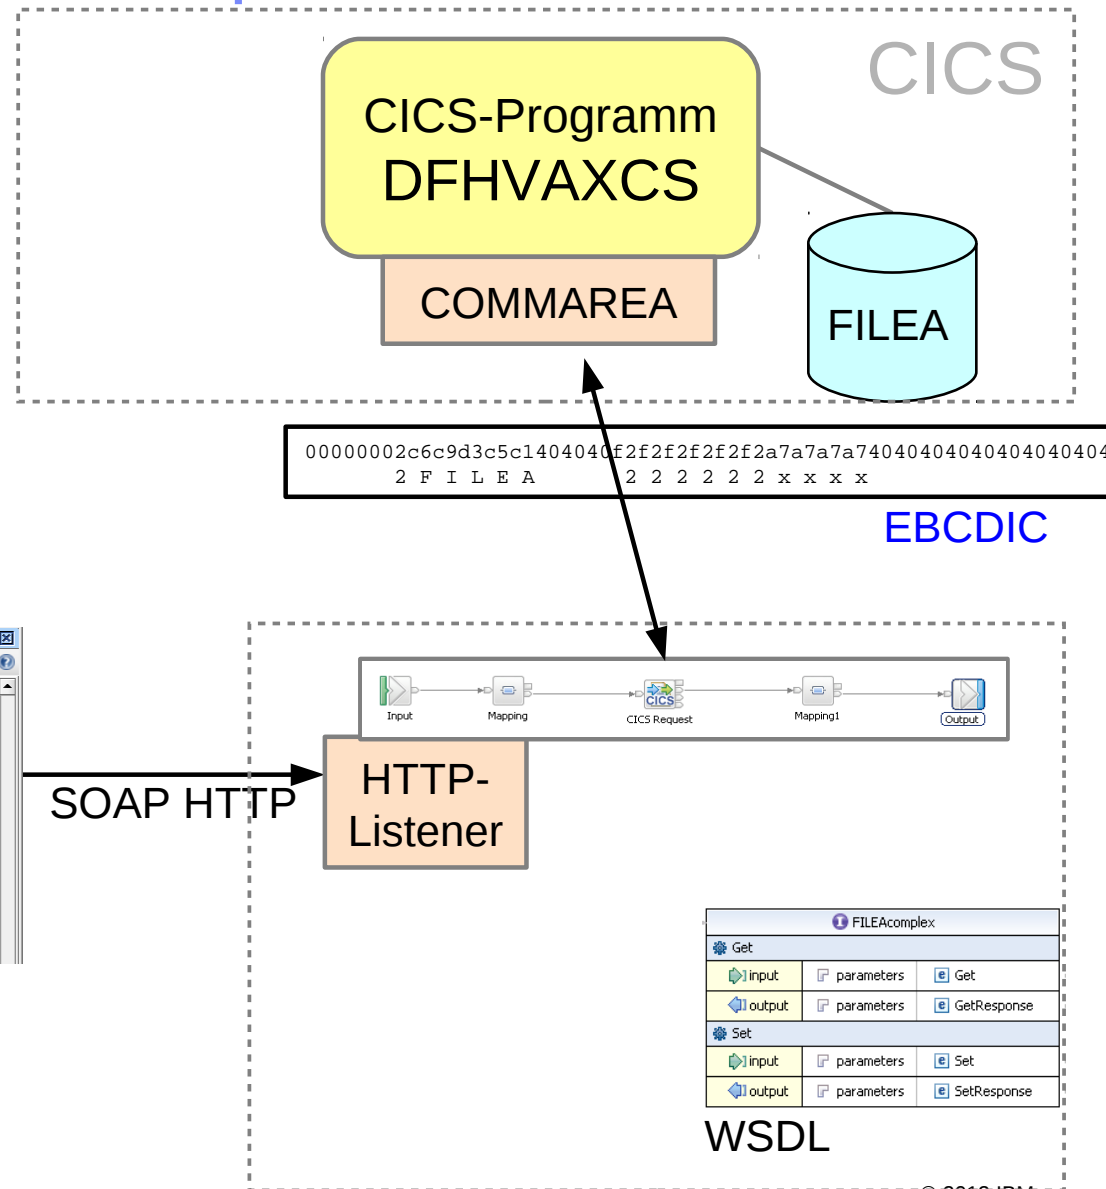 CICS
CICS-Programm
DFHVAXCS
COMMAREA
FILEA
00000002c6c9d3c5c1404040f2f2f2f2f2f2a7a7a7a7404040404040404040404
2 F I L E A 2 2 2 2 2 2 x x x x
EBCDIC
Input Mapping CICS Request Mapping1 Output
CICS
HTTP-
Listener
SOAP HTTP
FILEAcomplex
Get
input parameters Get
output parameters GetResponse
Set
input parameters Set
output parameters SetResponse
WSDL